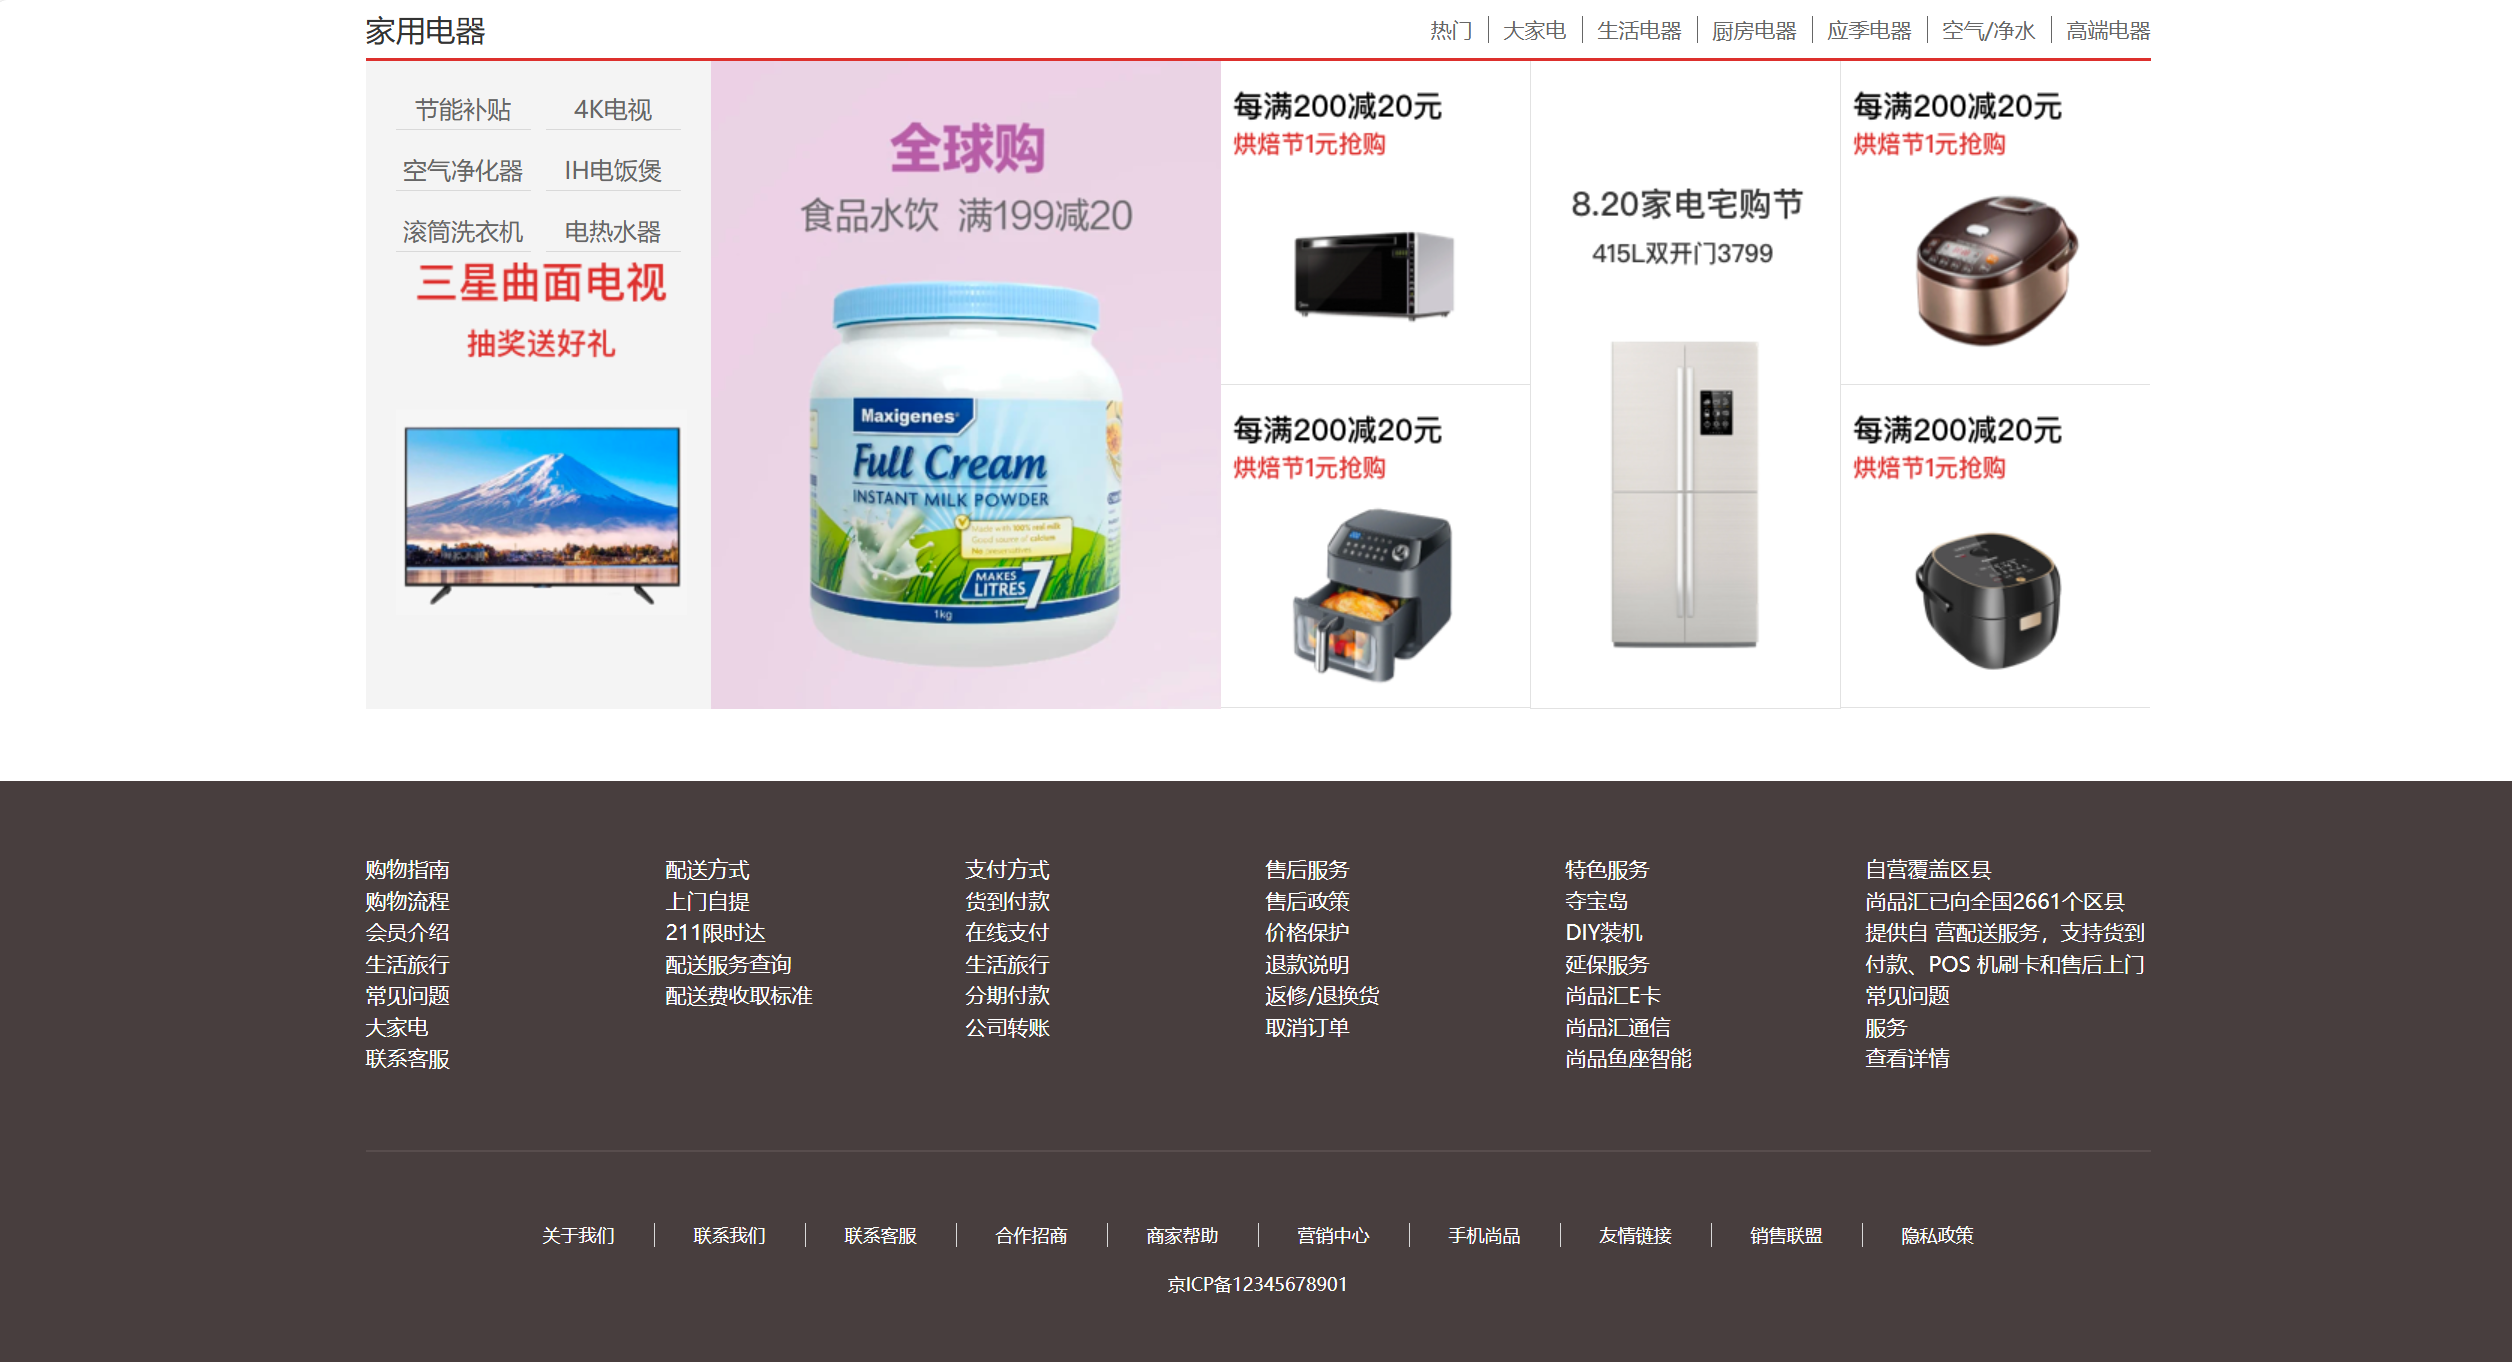 家用电器
热门
大家电
生活电器
厨房电器
应季电器
空气/净水
高端电器
节能补贴
4K电视
空气净化器
IH电饭煲
滚筒洗衣机
电热水器
三星曲面电视
抽奖送好礼
全球购
食品水饮 满199减20
Maxigenes
Full Cream
INSTANT MILK POWDER
Made with 100% real milk
Good source of calcium
No preservatives
MAKES
7
LITRES
1kg
每满200减20元
烘焙节1元抢购
每满200减20元
烘焙节1元抢购
8.20家电宅购节
415L双开门3799
每满200减20元
烘焙节1元抢购
每满200减20元
烘焙节1元抢购
购物指南
购物流程
会员介绍
生活旅行
常见问题
大家电
联系客服
配送方式
上门自提
211限时达
配送服务查询
配送费收取标准
支付方式
货到付款
在线支付
生活旅行
分期付款
公司转账
售后服务
售后政策
价格保护
退款说明
返修/退换货
取消订单
特色服务
夺宝岛
DIY装机
延保服务
尚品汇E卡
尚品汇通信
尚品鱼座智能
自营覆盖区县
尚品汇已向全国2661个区县
提供自 营配送服务，支持货到
付款、POS 机刷卡和售后上门
常见问题
服务
查看详情
关于我们
联系我们
联系客服
合作招商
商家帮助
营销中心
手机尚品
友情链接
销售联盟
隐私政策
京ICP备12345678901